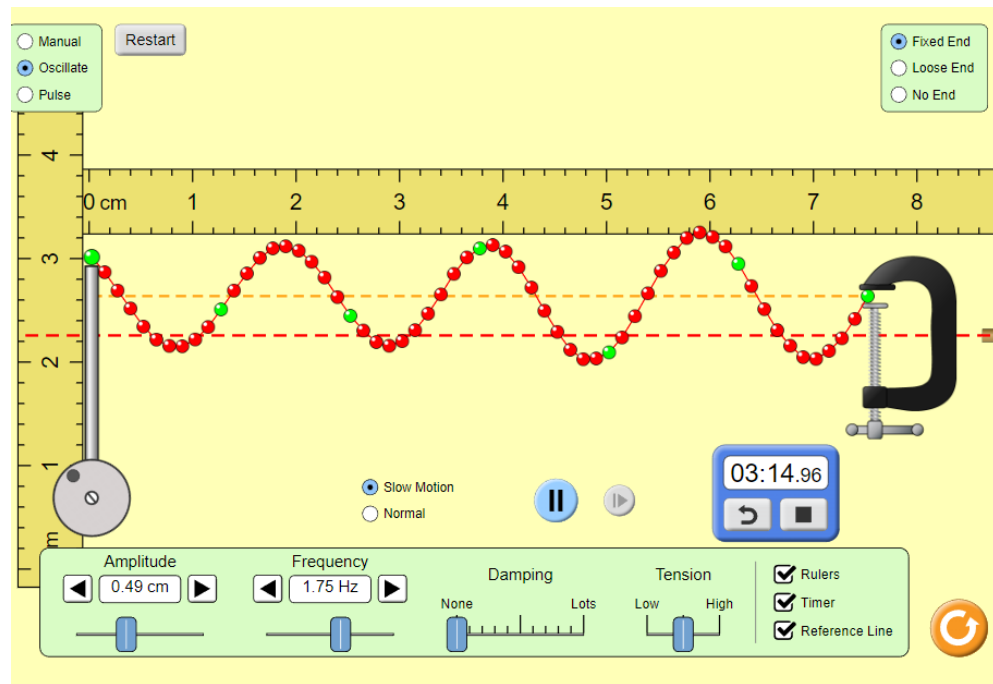 Manual
Restart
Oscillate
Pulse
Fixed End
Loose End
No End
4
3
2
1
0 cm 1 2 3 4 5 6 7 8
Slow Motion
Normal
03:14.96
Amplitude
0.49 cm
Frequency
1.75 Hz
Damping
None
Lots
Tension
Low
High
Rulers
Timer
Reference Line